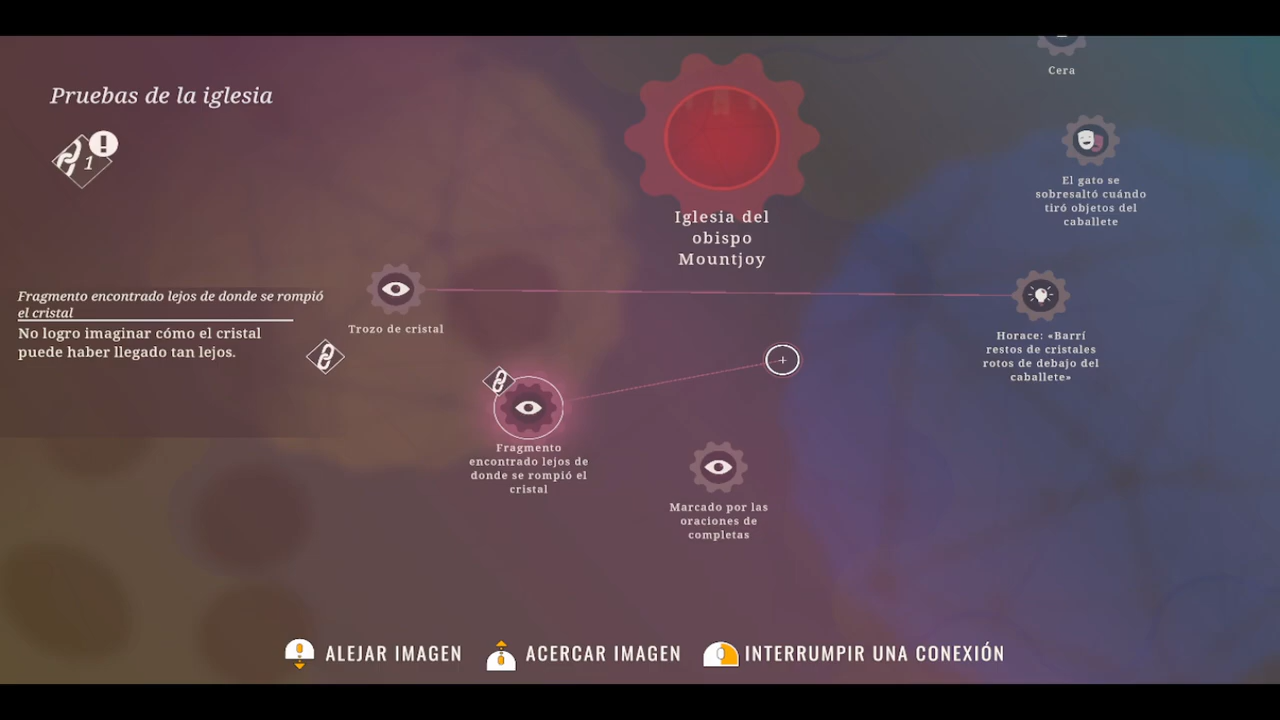 Pruebas de la iglesia
1
Cera
El gato se
sobresaltó cuándo
tiró objetos del
caballete
Iglesia del
obispo
Mountjoy
Fragmento encontrado lejos de donde se rompió
el cristal
No logro imaginar cómo el cristal
puede haber llegado tan lejos.
Trozo de cristal
Horace: «Barrí
restos de cristales
rotos de debajo del
caballete»
Fragmento
encontrado lejos de
donde se rompió el
cristal
Marcado por las
oraciones de
completas
ALEJAR IMAGEN
ACERCAR IMAGEN
INTERRUMPIR UNA CONEXIÓN